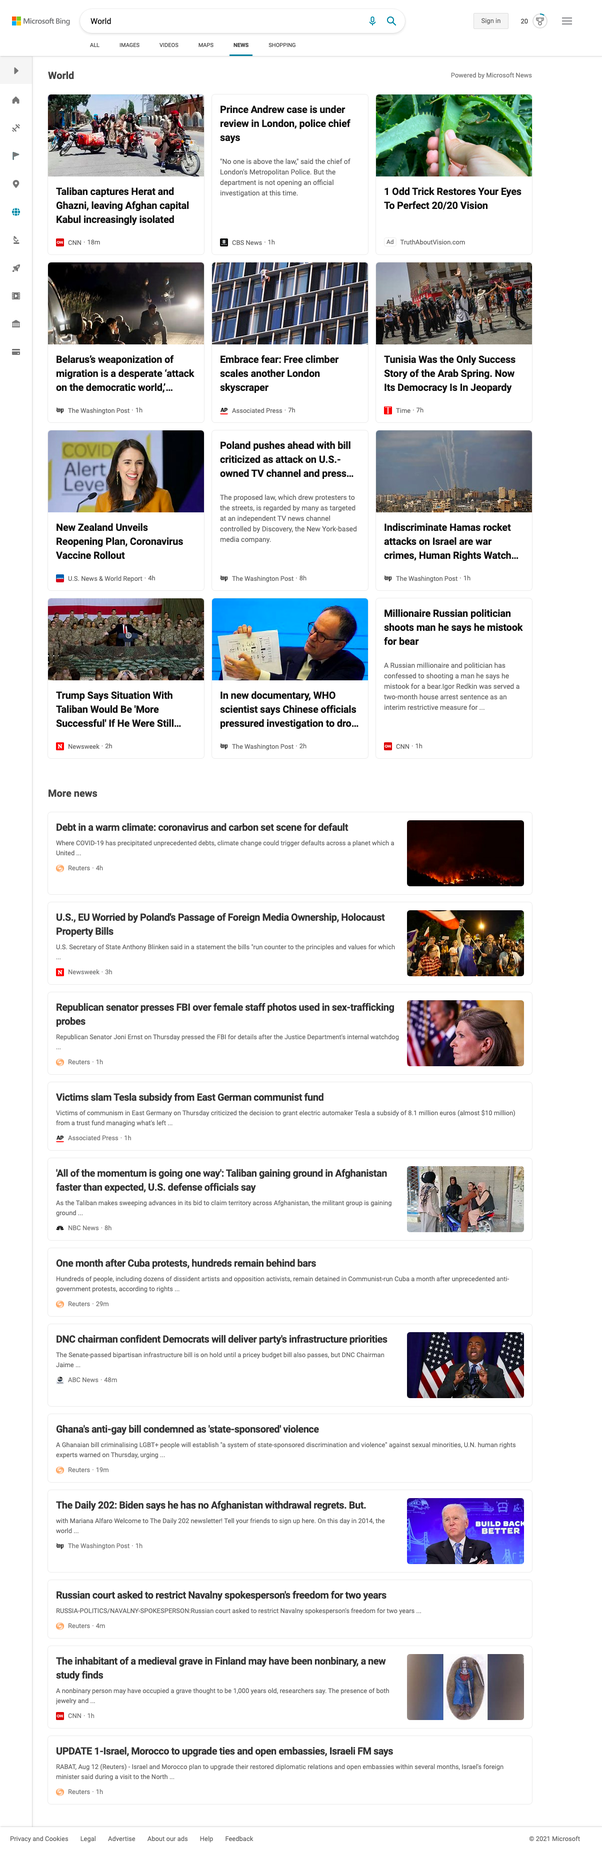 Microsoft Bing
World
Sign in
20
ALL
IMAGES
VIDEOS
MAPS
NEWS
SHOPPING
World
Powered by Microsoft News
Taliban captures Herat and
Ghazni, leaving Afghan capital
Kabul increasingly isolated
CNN · 18m
Prince Andrew case is under
review in London, police chief
says
"No one is above the law," said the chief of
London's Metropolitan Police. But the
department is not opening an official
investigation at this time.
CBS News · 1h
1 Odd Trick Restores Your Eyes
To Perfect 20/20 Vision
Ad TruthAboutVision.com
Belarus's weaponization of
migration is a desperate 'attack
on the democratic world,'...
The Washington Post · 1h
Embrace fear: Free climber
scales another London
skyscraper
AP Associated Press · 7h
Tunisia Was the Only Success
Story of the Arab Spring. Now
Its Democracy Is In Jeopardy
Time · 7h
COVID
Alert
Leve
New Zealand Unveils
Reopening Plan, Coronavirus
Vaccine Rollout
U.S. News & World Report · 4h
Poland pushes ahead with bill
criticized as attack on U.S.-
owned TV channel and press...
The proposed law, which drew protesters to
the streets, is regarded by many as targeted
at an independent TV news channel
controlled by Discovery, the New York-based
media company.
The Washington Post · 8h
Indiscriminate Hamas rocket
attacks on Israel are war
crimes, Human Rights Watch...
The Washington Post · 1h
Trump Says Situation With
Taliban Would Be 'More
Successful' If He Were Still...
N Newsweek · 2h
In new documentary, WHO
scientist says Chinese officials
pressured investigation to dro...
The Washington Post · 2h
Millionaire Russian politician
shoots man he says he mistook
for bear
A Russian millionaire and politician has
confessed to shooting a man he says he
mistook for a bear.Igor Redkin was served a
two-month house arrest sentence as an
interim restrictive measure for ...
CNN · 1h
More news
Debt in a warm climate: coronavirus and carbon set scene for default
Where COVID-19 has precipitated unprecedented debts, climate change could trigger defaults across a planet which a
United ...
Reuters · 4h
U.S., EU Worried by Poland's Passage of Foreign Media Ownership, Holocaust
Property Bills
U.S. Secretary of State Anthony Blinken said in a statement the bills "run counter to the principles and values for which
...
N Newsweek · 3h
Republican senator presses FBI over female staff photos used in sex-trafficking
probes
Republican Senator Joni Ernst on Thursday pressed the FBI for details after the Justice Department's internal watchdog
...
Reuters · 1h
Victims slam Tesla subsidy from East German communist fund
Victims of communism in East Germany on Thursday criticized the decision to grant electric automaker Tesla a subsidy of 8.1 million euros (almost $10 million)
from a trust fund managing what's left ...
AP Associated Press · 1h
'All of the momentum is going one way': Taliban gaining ground in Afghanistan
faster than expected, U.S. defense officials say
As the Taliban makes sweeping advances in its bid to claim territory across Afghanistan, the militant group is gaining
ground ...
NBC News · 8h
One month after Cuba protests, hundreds remain behind bars
Hundreds of people, including dozens of dissident artists and opposition activists, remain detained in Communist-run Cuba a month after unprecedented anti-
government protests, according to rights ...
Reuters · 29m
DNC chairman confident Democrats will deliver party's infrastructure priorities
The Senate-passed bipartisan infrastructure bill is on hold until a pricey budget bill also passes, but DNC Chairman
Jaime ...
ABC News · 48m
Ghana's anti-gay bill condemned as 'state-sponsored' violence
A Ghanaian bill criminalising LGBT+ people will establish "a system of state-sponsored discrimination and violence" against sexual minorities, U.N. human rights
experts warned on Thursday, urging ...
Reuters · 19m
The Daily 202: Biden says he has no Afghanistan withdrawal regrets. But.
with Mariana Alfaro Welcome to The Daily 202 newsletter! Tell your friends to sign up here. On this day in 2014, the
world ...
The Washington Post · 1h
BUILD BACK
BETTER
Russian court asked to restrict Navalny spokesperson's freedom for two years
RUSSIA-POLITICS/NAVALNY-SPOKESPERSON:Russian court asked to restrict Navalny spokesperson's freedom for two years ...
Reuters · 4m
The inhabitant of a medieval grave in Finland may have been nonbinary, a new
study finds
A nonbinary person may have occupied a grave thought to be 1,000 years old, researchers say. The presence of both
jewelry and ...
CNN · 1h
UPDATE 1-Israel, Morocco to upgrade ties and open embassies, Israeli FM says
RABAT, Aug 12 (Reuters) - Israel and Morocco plan to upgrade their restored diplomatic relations and open embassies within several months, Israel's foreign
minister said during a visit to the North ...
Reuters · 1h
Privacy and Cookies
Legal
Advertise
About our ads
Help
Feedback
© 2021 Microsoft